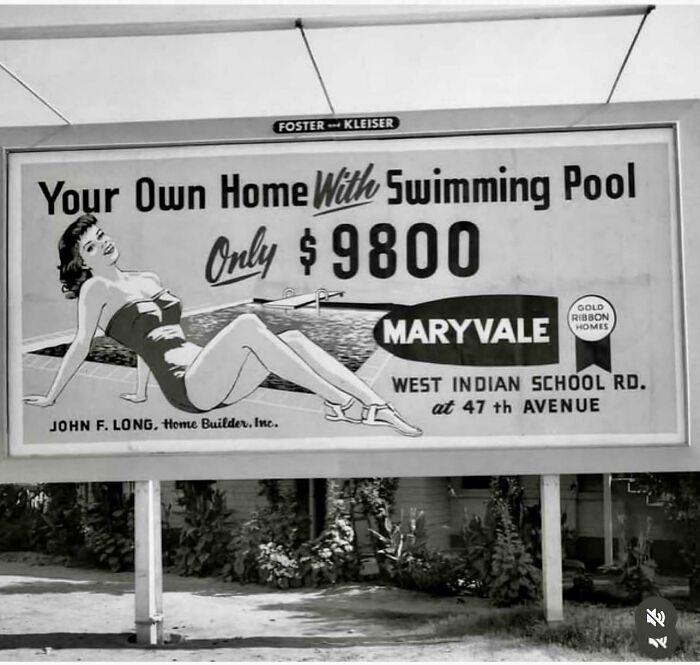 FOSTER and KLEISER
Your Own Home With Swimming Pool
Only $9800
MARYVALE
GOLD
RIBBON
HOMES
WEST INDIAN SCHOOL RD.
at 47 th AVENUE
JOHN F. LONG, Home Builder, Inc.